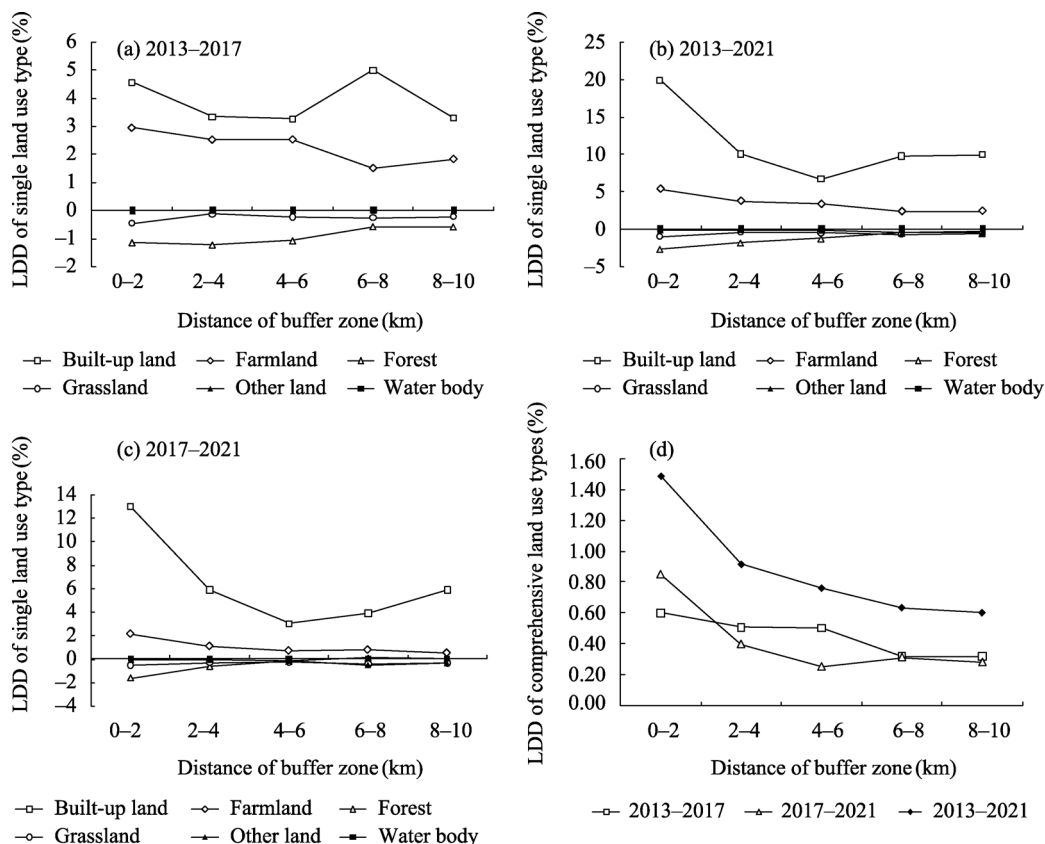 (a) 2013–2017
LDD of single land use type (%)
6
5
4
3
2
1
0
–1
–2
0–2 2–4 4–6 6–8 8–10
Distance of buffer zone (km)
Built-up land Farmland Forest
Grassland Other land Water body
(b) 2013–2021
LDD of single land use type (%)
25
20
15
10
5
0
–5
0–2 2–4 4–6 6–8 8–10
Distance of buffer zone (km)
Built-up land Farmland Forest
Grassland Other land Water body
(c) 2017–2021
LDD of single land use type (%)
14
12
10
8
6
4
2
0
–2
–4
0–2 2–4 4–6 6–8 8–10
Distance of buffer zone (km)
Built-up land Farmland Forest
Grassland Other land Water body
(d)
LDD of comprehensive land use types (%)
1.60
1.40
1.20
1.00
0.80
0.60
0.40
0.20
0.00
0–2 2–4 4–6 6–8 8–10
Distance of buffer zone (km)
2013–2017 2017–2021 2013–2021